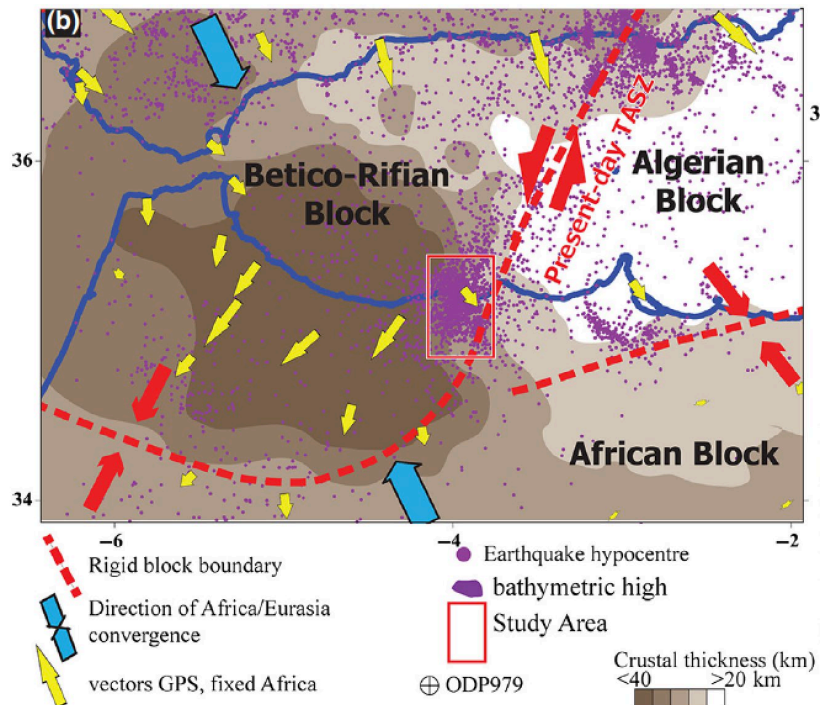 (b)
3
36
Betico-Rifian
Block
Algerian
Block
Present-day TASZ
African Block
34
−6
−4
−2
Rigid block boundary
Direction of Africa/Eurasia
convergence
vectors GPS, fixed Africa
Earthquake hypocentre
bathymetric high
Study Area
ODP979
Crustal thickness (km)
<40
>20 km